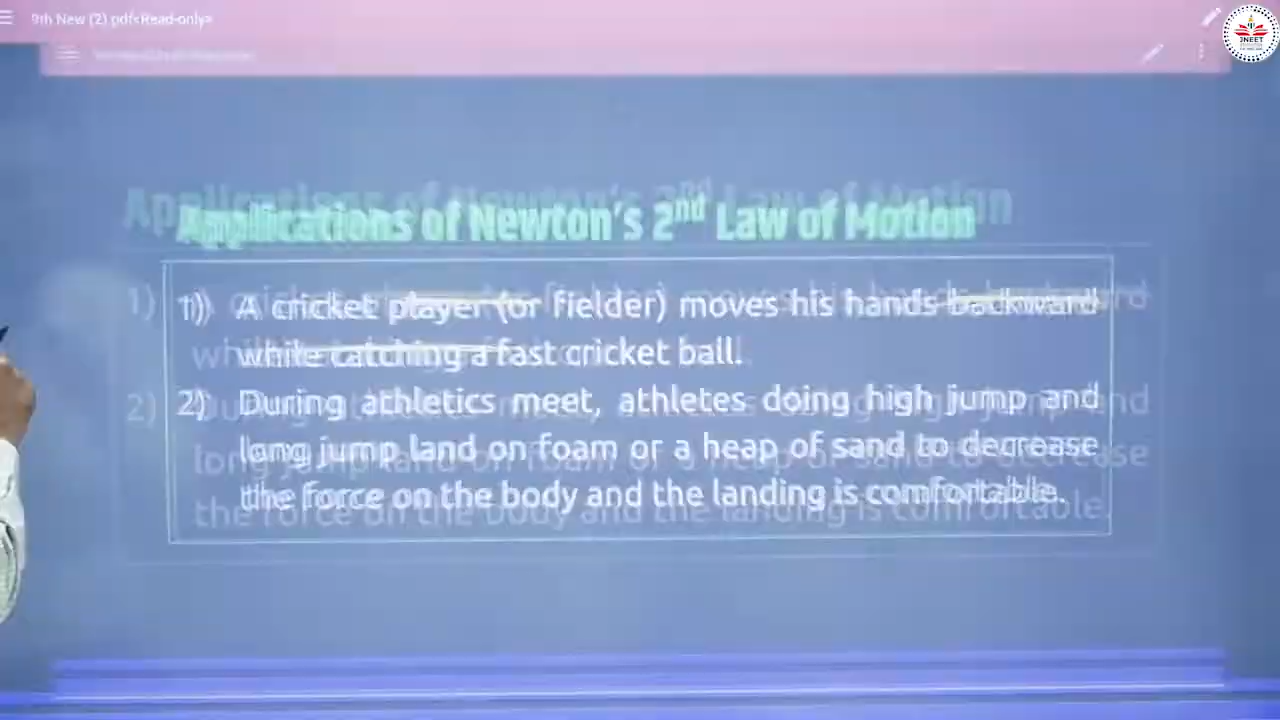 9th New (2).pdf<Read-only>
JNEET
Applications of Newton's 2nd Law of Motion
1) A cricket player (or fielder) moves his hands backward
while catching a fast cricket ball.
2) During athletics meet, athletes doing high jump and
long jump land on foam or a heap of sand to decrease
the force on the body and the landing is comfortable.